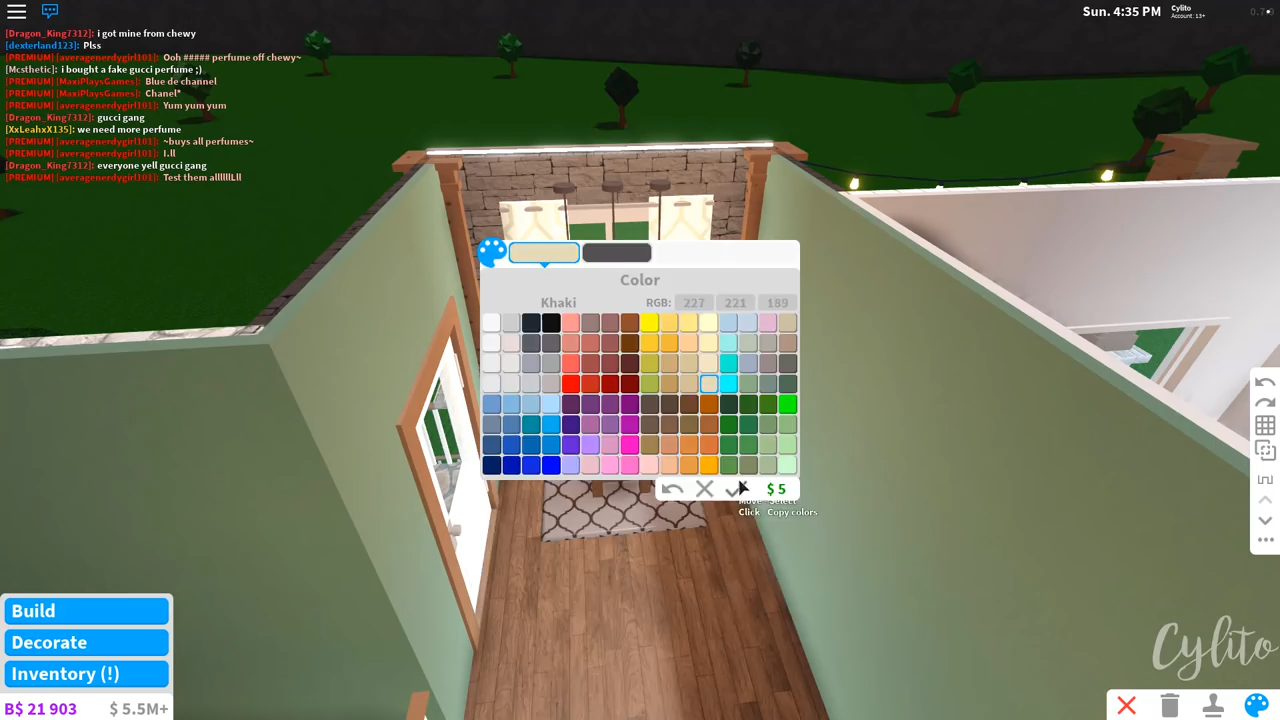 Sun. 4:35 PM
Cylito
Account: 13+
[Dragon_King7312]: i got mine from chewy
[dexterland123]: Plss
[PREMIUM] [averagenerdygirl101]: Ooh ##### perfume off chewy~
[Mcsthetic]: i bought a fake gucci perfume ;)
[PREMIUM] [MaxiPlaysGames]: Blue de channel
[PREMIUM] [MaxiPlaysGames]: Chanel*
[PREMIUM] [averagenerdygirl101]: Yum yum yum
[Dragon_King7312]: gucci gang
[XxLeahxX135]: we need more perfume
[PREMIUM] [averagenerdygirl101]: ~buys all perfumes~
[PREMIUM] [averagenerdygirl101]: I.ll
[Dragon_King7312]: everyone yell gucci gang
[PREMIUM] [averagenerdygirl101]: Test them allllllLll
Color
Khaki RGB: 227 221 189
$ 5
Click Copy colors
Build
Decorate
Inventory (!)
B$ 21 903 $ 5.5M+
Cylito